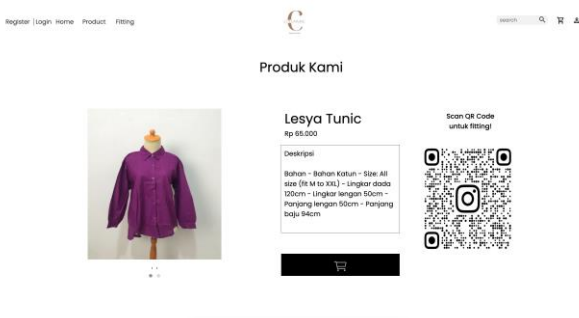 Register | Login Home Product Fitting
C
search
Produk Kami
Lesya Tunic
Rp 65.000
Deskripsi
Bahan - Bahan Katun - Size: All
size (fit M to XXL) - Lingkar dada
120cm - Lingkar lengan 50cm -
Panjang lengan 50cm - Panjang
baju 94cm
Scan QR Code
untuk fitting!